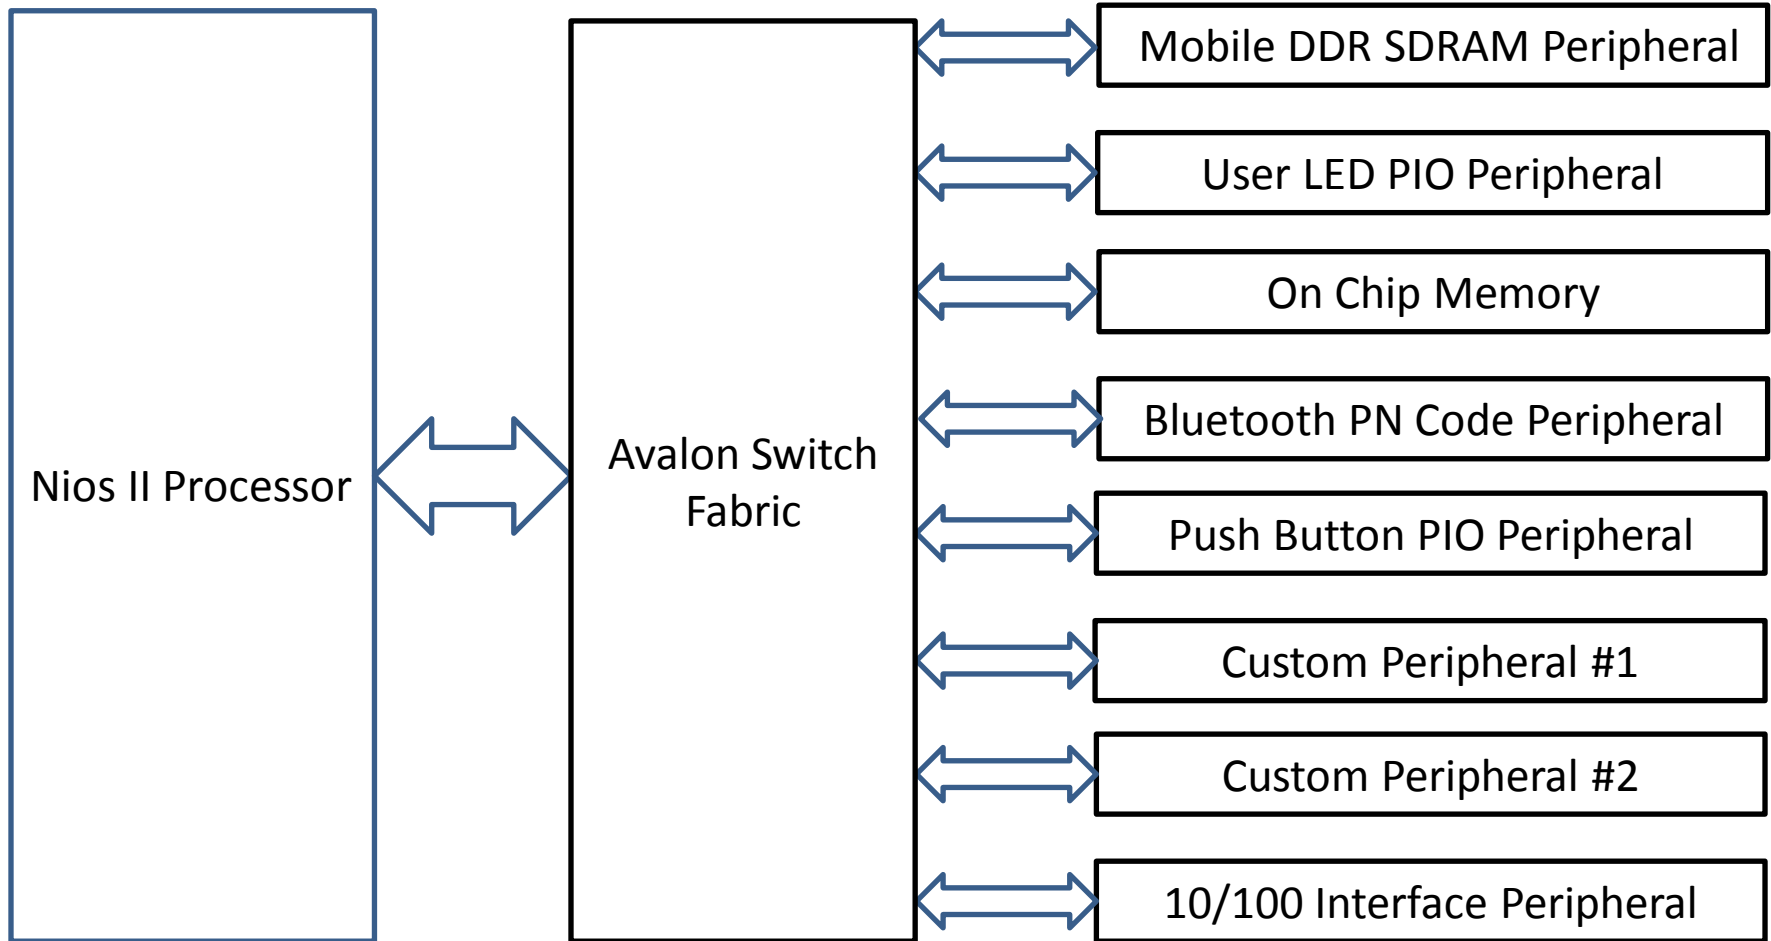 Nios II Processor
Avalon Switch
Fabric
Mobile DDR SDRAM Peripheral
User LED PIO Peripheral
On Chip Memory
Bluetooth PN Code Peripheral
Push Button PIO Peripheral
Custom Peripheral #1
Custom Peripheral #2
10/100 Interface Peripheral